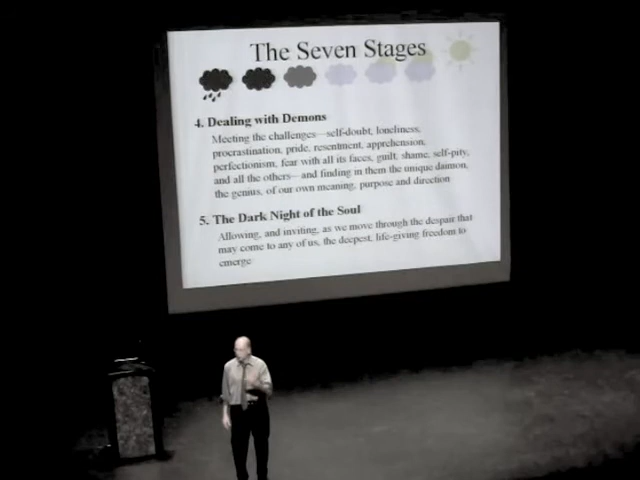 The Seven Stages
4. Dealing with Demons
Meeting the challenges—self-doubt, loneliness,
procrastination, pride, resentment, apprehension,
perfectionism, fear with all its faces, guilt, shame, self-pity,
and all the others—and finding in them the unique daimon,
the genius, of our own meaning, purpose and direction
5. The Dark Night of the Soul
Allowing, and inviting, as we move through the despair that
may come to any of us, the deepest, life-giving freedom to
emerge